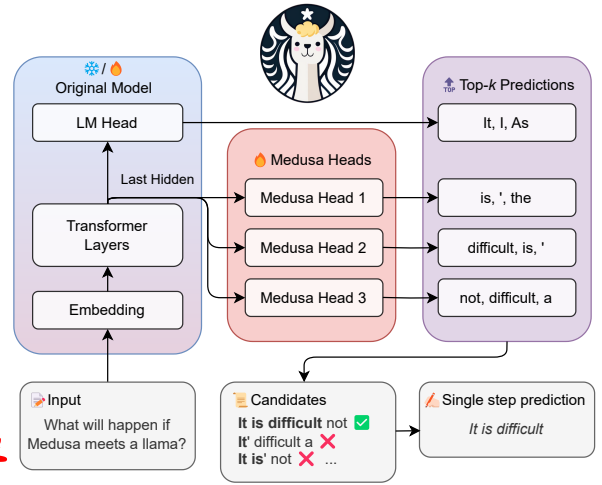 ❄️/🔥
Original Model
LM Head
Last Hidden
Transformer
Layers
Embedding
🔥 Medusa Heads
Medusa Head 1
Medusa Head 2
Medusa Head 3
TOP Top-k Predictions
It, I, As
is, ', the
difficult, is, '
not, difficult, a
📝Input
What will happen if
Medusa meets a llama?
📜Candidates
It is difficult not ✅
It' difficult a ❌
It is' not ❌ ...
✍🏻Single step prediction
It is difficult